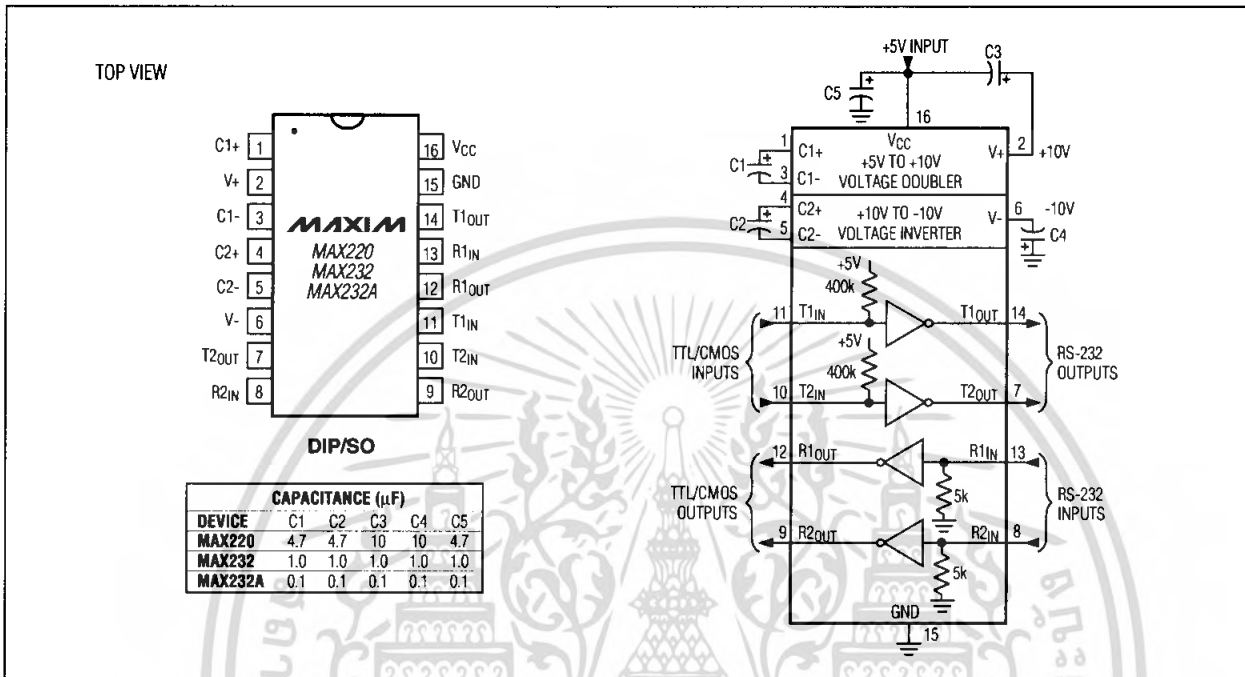 TOP VIEW
C1+ 1
V+ 2
C1- 3
C2+ 4
C2- 5
V- 6
T2OUT 7
R2IN 8
16 VCC
15 GND
14 T1OUT
13 R1IN
12 R1OUT
11 T1IN
10 T2IN
9 R2OUT
MAXIM
MAX220
MAX232
MAX232A
DIP/SO
CAPACITANCE (µF)
DEVICE C1 C2 C3 C4 C5
MAX220 4.7 4.7 10 10 4.7
MAX232 1.0 1.0 1.0 1.0 1.0
MAX232A 0.1 0.1 0.1 0.1 0.1
+5V INPUT
C3
+
C5
+
+
16
VCC
1
C1+
+5V TO +10V
V+
2
+10V
C1
+
3
C1-
VOLTAGE DOUBLER
4
C2+
+10V TO -10V
V-
6
-10V
C2
+
5
C2-
VOLTAGE INVERTER
C4
+
+5V
400k
11
T1IN
T1OUT
14
TTL/CMOS
INPUTS
+5V
400k
RS-232
OUTPUTS
10
T2IN
T2OUT
7
12
R1OUT
R1IN
13
TTL/CMOS
OUTPUTS
5k
RS-232
INPUTS
9
R2OUT
R2IN
8
5k
GND
15